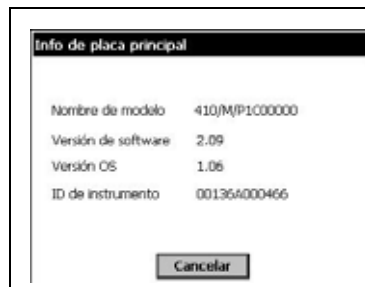 Info de placa principal
Nombre de modelo 410/M/P1C00000
Versión de software 2.09
Versión OS 1.06
ID de instrumento 00136A000466
Cancelar